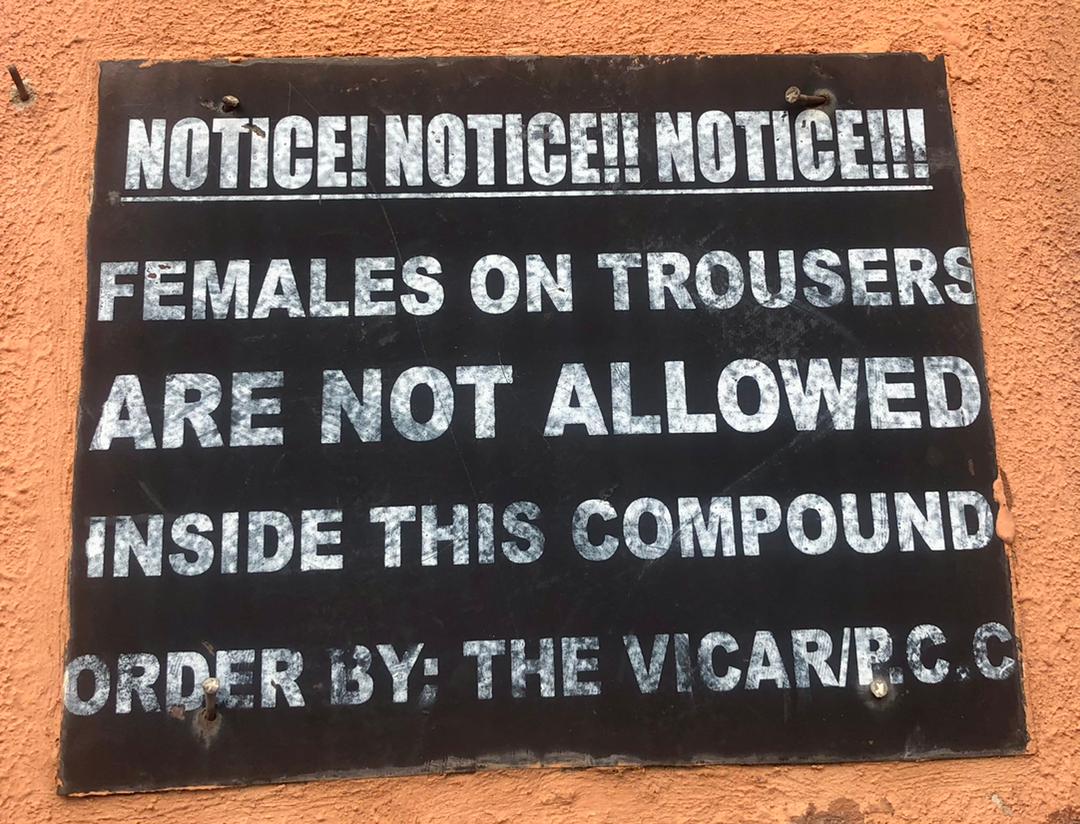 NOTICE! NOTICE!! NOTICE!!!
FEMALES ON TROUSERS
ARE NOT ALLOWED
INSIDE THIS COMPOUND
ORDER BY: THE VICAR/P.C.C